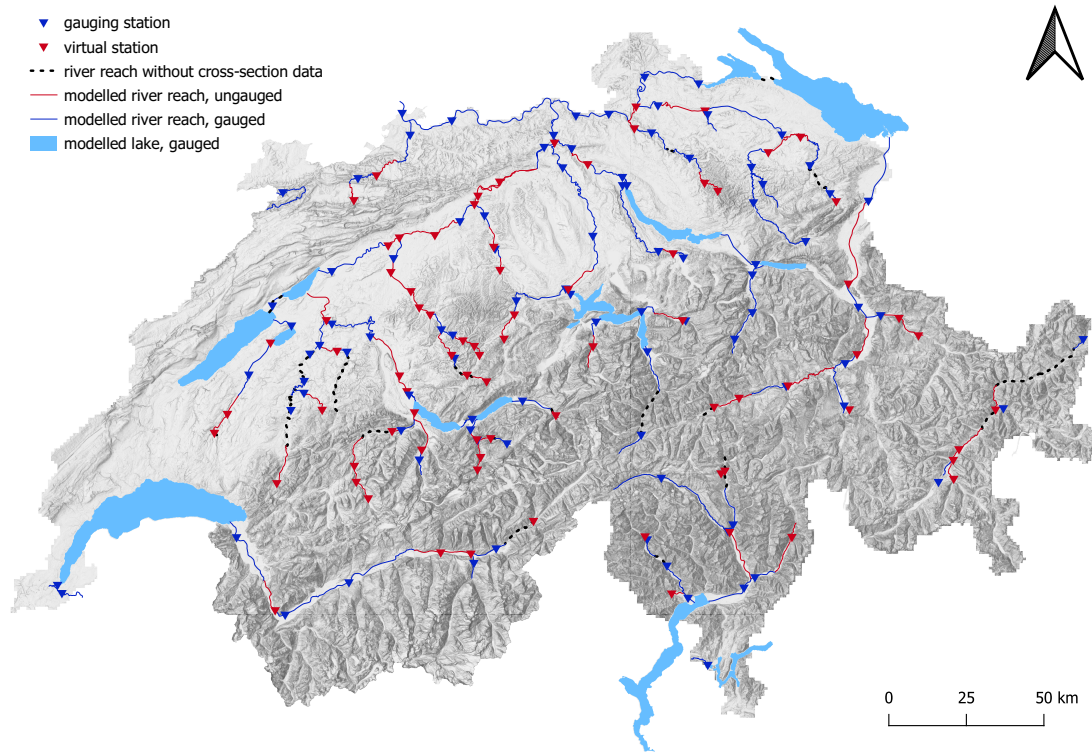 gauging station
virtual station
river reach without cross-section data
modelled river reach, ungauged
modelled river reach, gauged
modelled lake, gauged
0 25 50 km